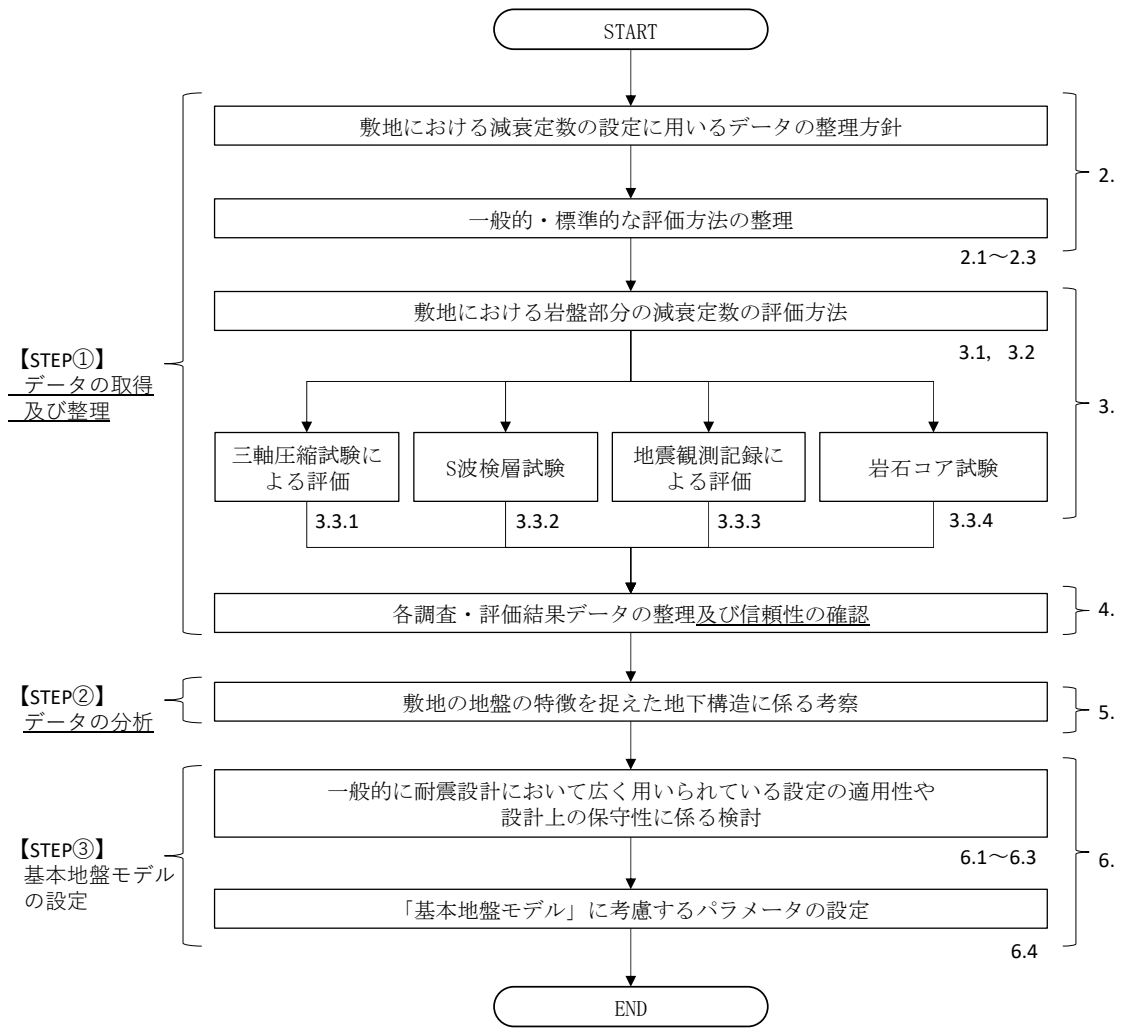 START
敷地における減衰定数の設定に用いるデータの整理方針
2.
一般的・標準的な評価方法の整理
2.1～2.3
敷地における岩盤部分の減衰定数の評価方法
3.1, 3.2
【STEP①】
データの取得
及び整理
3.
三軸圧縮試験に
よる評価
3.3.1
S波検層試験
3.3.2
地震観測記録に
よる評価
3.3.3
岩石コア試験
3.3.4
各調査・評価結果データの整理及び信頼性の確認
4.
【STEP②】
データの分析
敷地の地盤の特徴を捉えた地下構造に係る考察
5.
一般的に耐震設計において広く用いられている設定の適用性や
設計上の保守性に係る検討
6.1～6.3
【STEP③】
基本地盤モデル
の設定
6.
「基本地盤モデル」に考慮するパラメータの設定
6.4
END